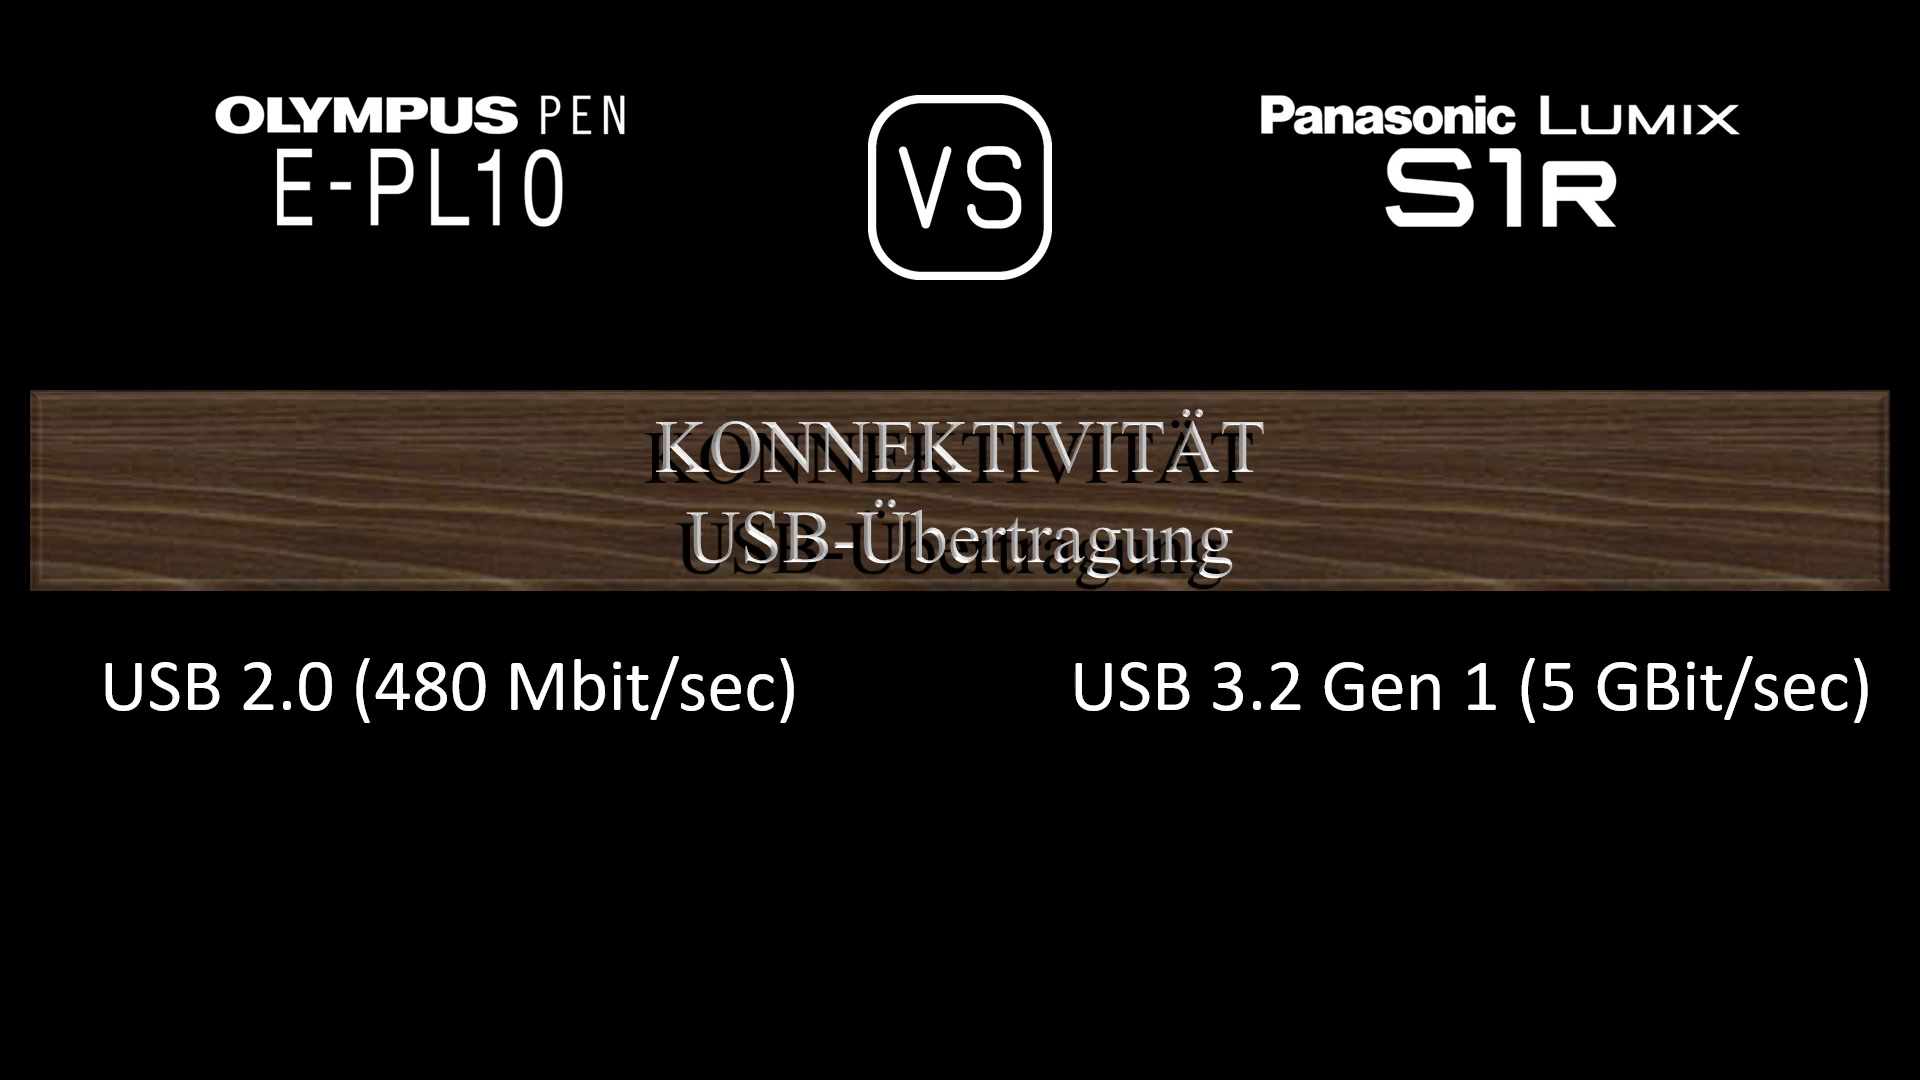 OLYMPUS PEN
E-PL10
VS
Panasonic LUMIX
S1R
KONNEKTIVITÄT
USB-Übertragung
USB 2.0 (480 Mbit/sec)
USB 3.2 Gen 1 (5 GBit/sec)